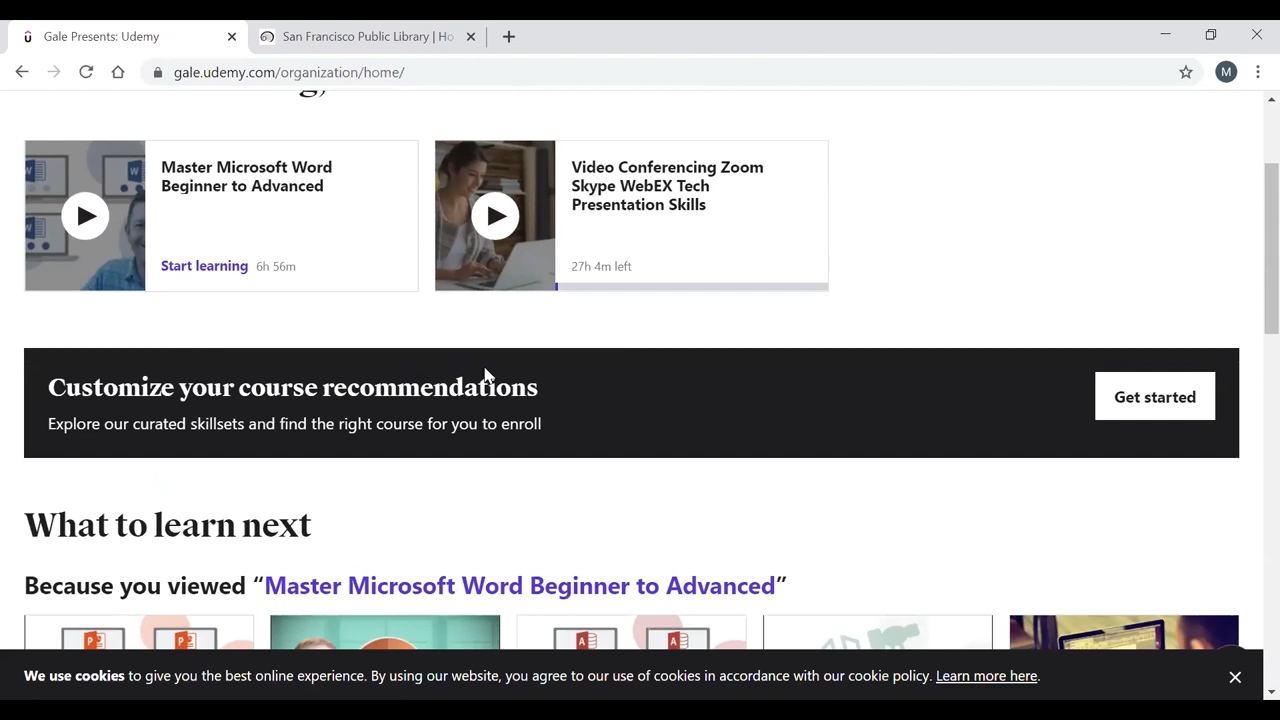 Gale Presents: Udemy
San Francisco Public Library | Ho
gale.udemy.com/organization/home/
M
Master Microsoft Word
Beginner to Advanced
Start learning 6h 56m
Video Conferencing Zoom
Skype WebEX Tech
Presentation Skills
27h 4m left
Customize your course recommendations
Explore our curated skillsets and find the right course for you to enroll
Get started
What to learn next
Because you viewed “Master Microsoft Word Beginner to Advanced”
We use cookies to give you the best online experience. By using our website, you agree to our use of cookies in accordance with our cookie policy. Learn more here.